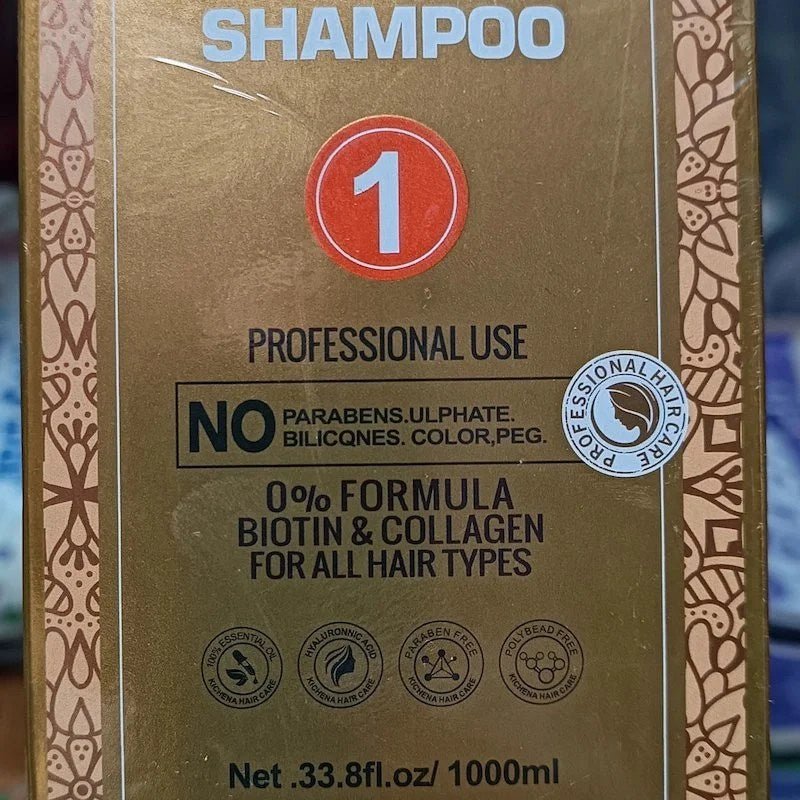 SHAMPOO
1
PROFESSIONAL USE
NO PARABENS.ULPHATE.
BILICQNES. COLOR,PEG.
PROFESSIONAL HAIR CARE
0% FORMULA
BIOTIN & COLLAGEN
FOR ALL HAIR TYPES
100% ESSENTIAL OIL
KICHENA HAIR CARE
HYALURONNIC ACID
KICHENA HAIR CARE
PARABEN FREE
KICHENA HAIR CARE
POLYBEAD FREE
KICHENA HAIR CARE
Net .33.8fl.oz/ 1000ml